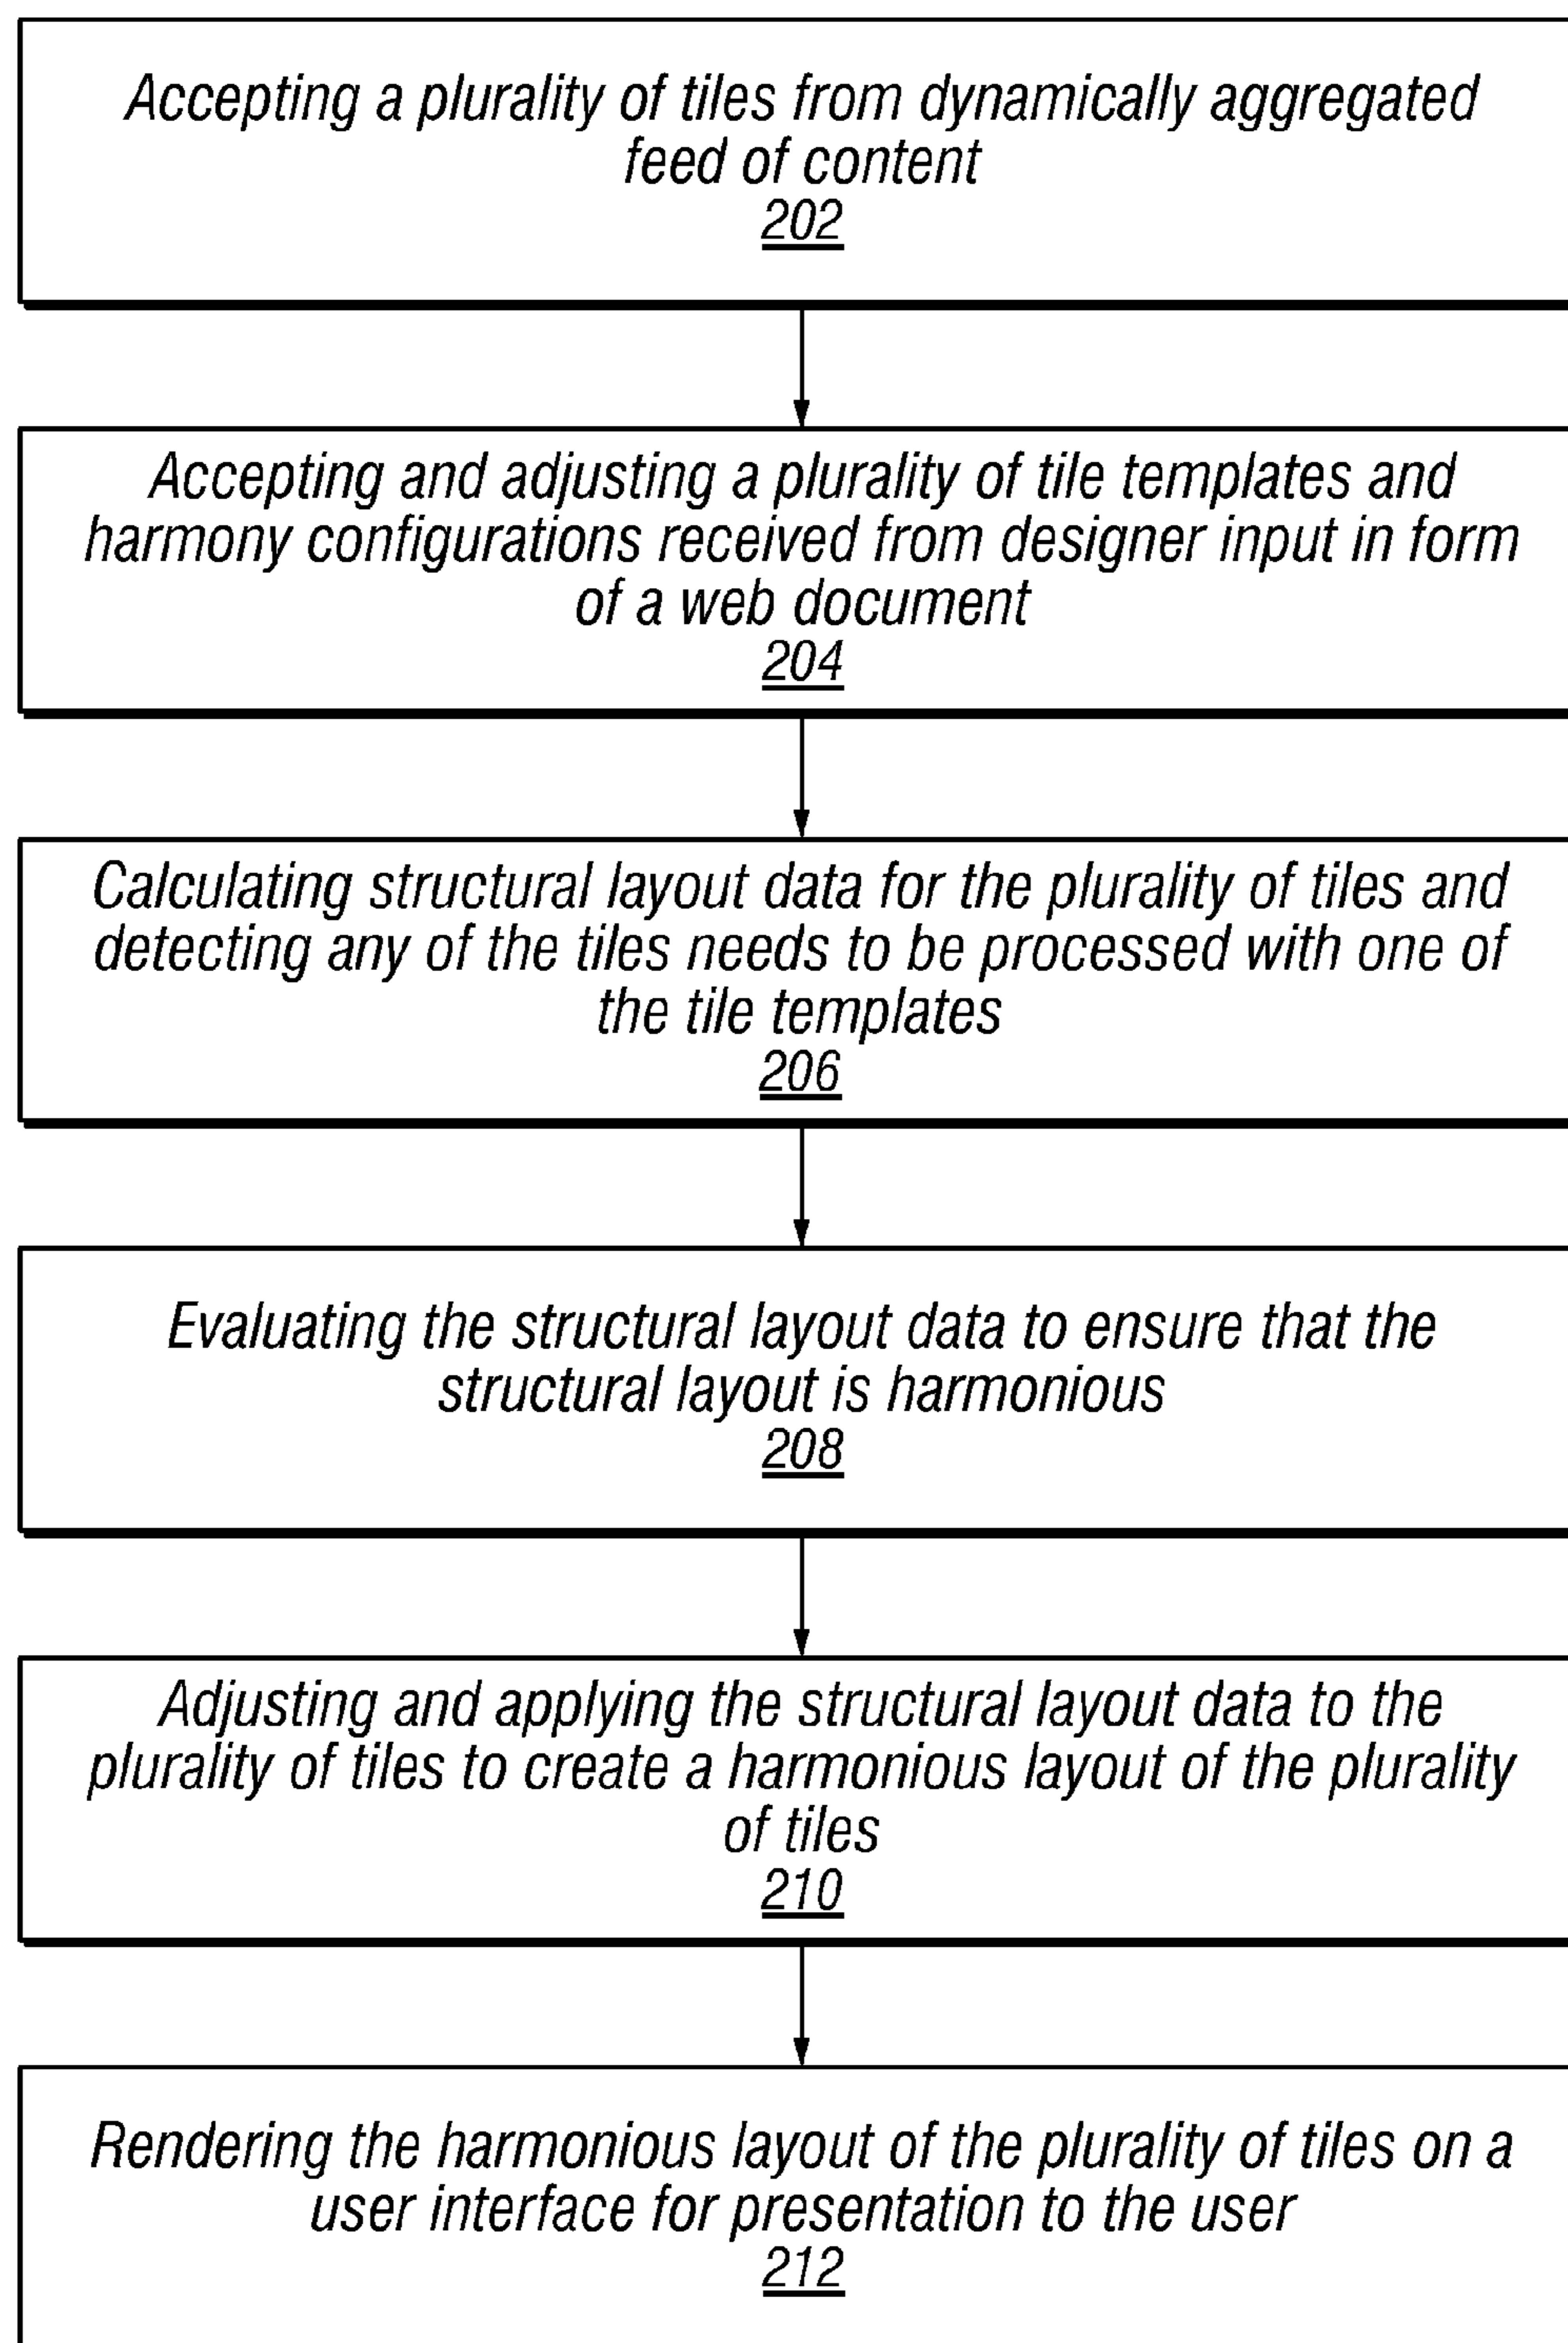 Accepting a plurality of tiles from dynamically aggregated
feed of content
202
Accepting and adjusting a plurality of tile templates and
harmony configurations received from designer input in form
of a web document
204
Calculating structural layout data for the plurality of tiles and
detecting any of the tiles needs to be processed with one of
the tile templates
206
Evaluating the structural layout data to ensure that the
structural layout is harmonious
208
Adjusting and applying the structural layout data to the
plurality of tiles to create a harmonious layout of the plurality
of tiles
210
Rendering the harmonious layout of the plurality of tiles on a
user interface for presentation to the user
212